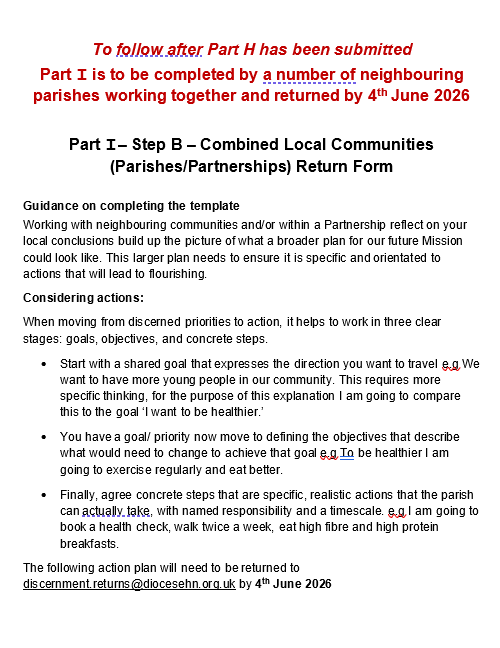 To follow after Part H has been submitted
Part I is to be completed by a number of neighbouring
parishes working together and returned by 4th June 2026
Part I – Step B – Combined Local Communities
(Parishes/Partnerships) Return Form
Guidance on completing the template
Working with neighbouring communities and/or within a Partnership reflect on your
local conclusions build up the picture of what a broader plan for our future Mission
could look like. This larger plan needs to ensure it is specific and orientated to
actions that will lead to flourishing.
Considering actions:
When moving from discerned priorities to action, it helps to work in three clear
stages: goals, objectives, and concrete steps.
• Start with a shared goal that expresses the direction you want to travel e.g We
want to have more young people in our community. This requires more
specific thinking, for the purpose of this explanation I am going to compare
this to the goal ‘I want to be healthier.’
• You have a goal/ priority now move to defining the objectives that describe
what would need to change to achieve that goal e.g To be healthier I am
going to exercise regularly and eat better.
• Finally, agree concrete steps that are specific, realistic actions that the parish
can actually take, with named responsibility and a timescale. e.g I am going to
book a health check, walk twice a week, eat high fibre and high protein
breakfasts.
The following action plan will need to be returned to
discernment.returns@diocesehn.org.uk by 4th June 2026